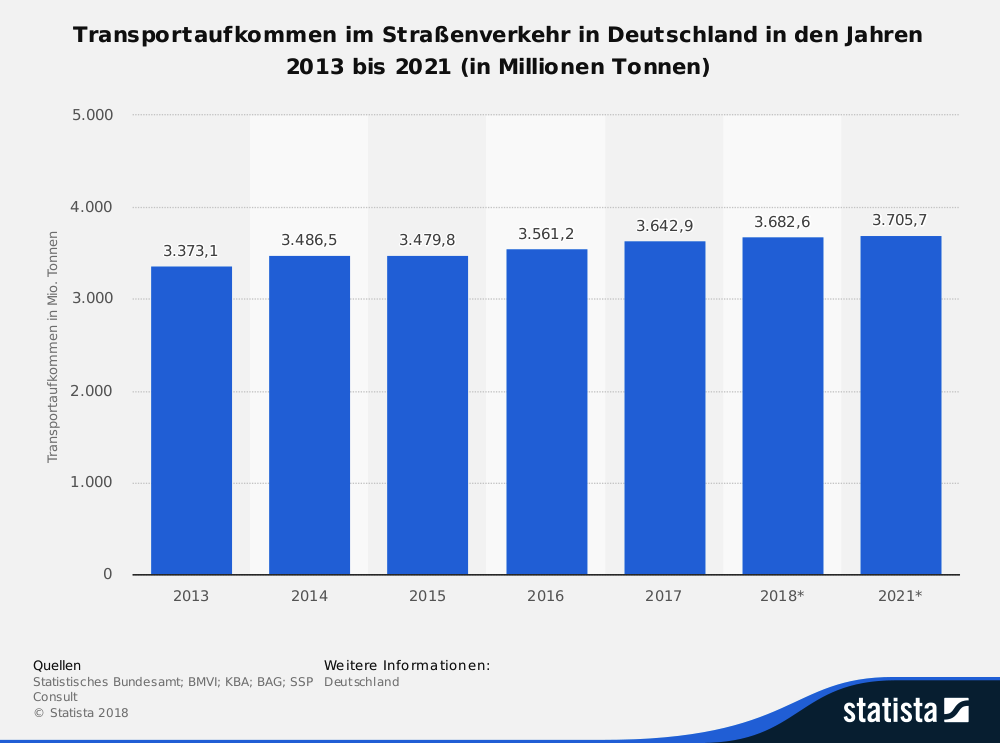 Transportaufkommen im Straßenverkehr in Deutschland in den Jahren
2013 bis 2021 (in Millionen Tonnen)
Transportaufkommen in Mio. Tonnen
5.000
4.000
3.000
2.000
1.000
0
3.373,1
3.486,5
3.479,8
3.561,2
3.642,9
3.682,6
3.705,7
2013
2014
2015
2016
2017
2018*
2021*
Quellen
Statistisches Bundesamt; BMVI; KBA; BAG; SSP
Consult
© Statista 2018
Weitere Informationen:
Deutschland
statista